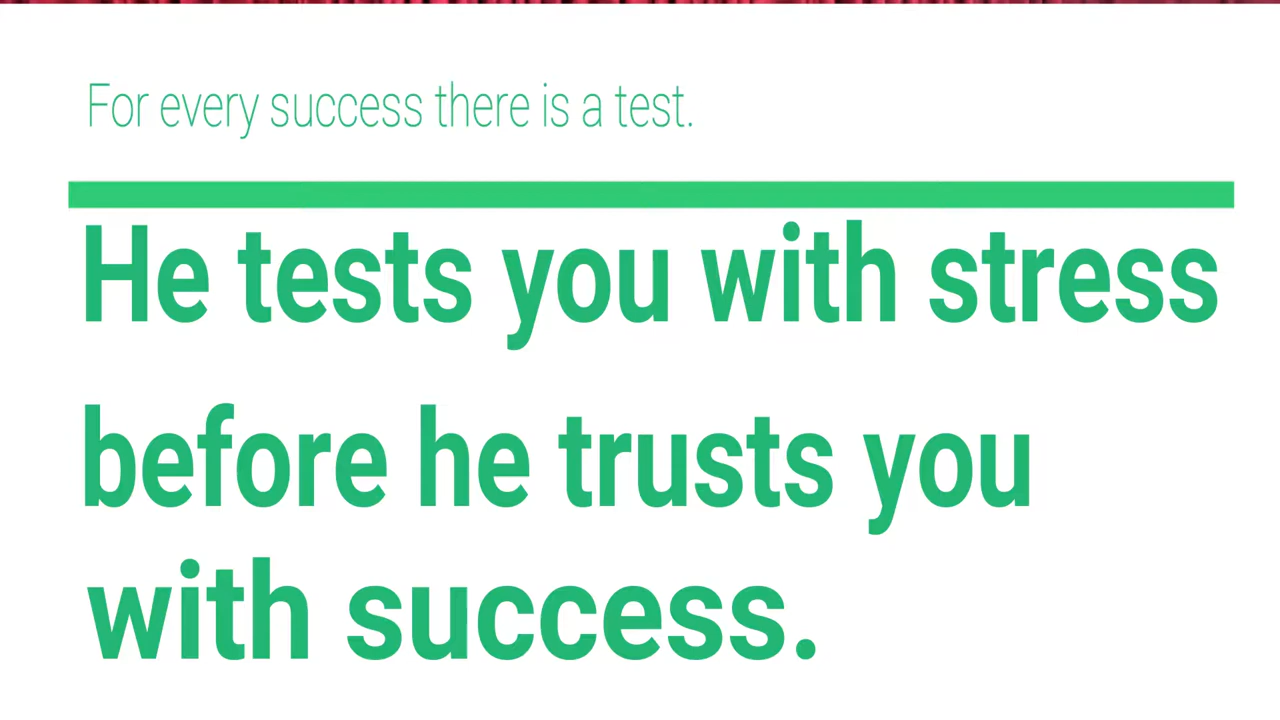 For every success there is a test.
He tests you with stress
before he trusts you
with success.